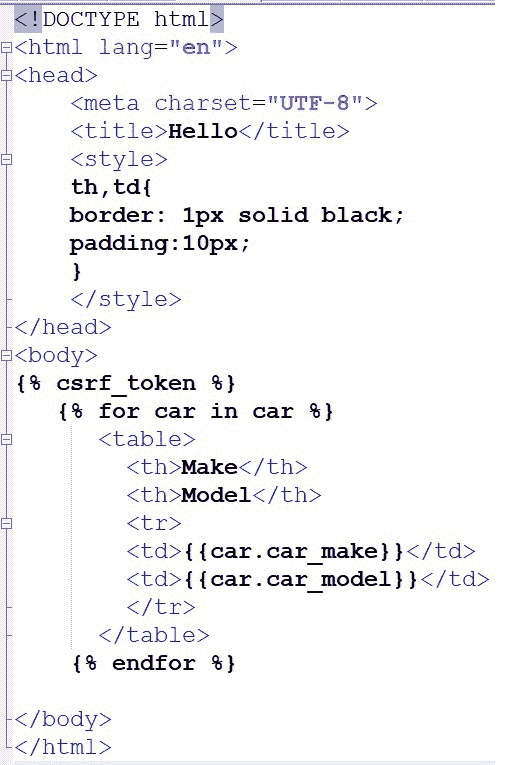 <!DOCTYPE html>
<html lang="en">
<head>
    <meta charset="UTF-8">
    <title>Hello</title>
    <style>
    th,td{
    border: 1px solid black;
    padding:10px;
    }
    </style>
</head>
<body>
{% csrf_token %}
   {% for car in car %}
      <table>
        <th>Make</th>
        <th>Model</th>
        <tr>
        <td>{{car.car_make}}</td>
        <td>{{car.car_model}}</td>
        </tr>
      </table>
    {% endfor %}

</body>
</html>